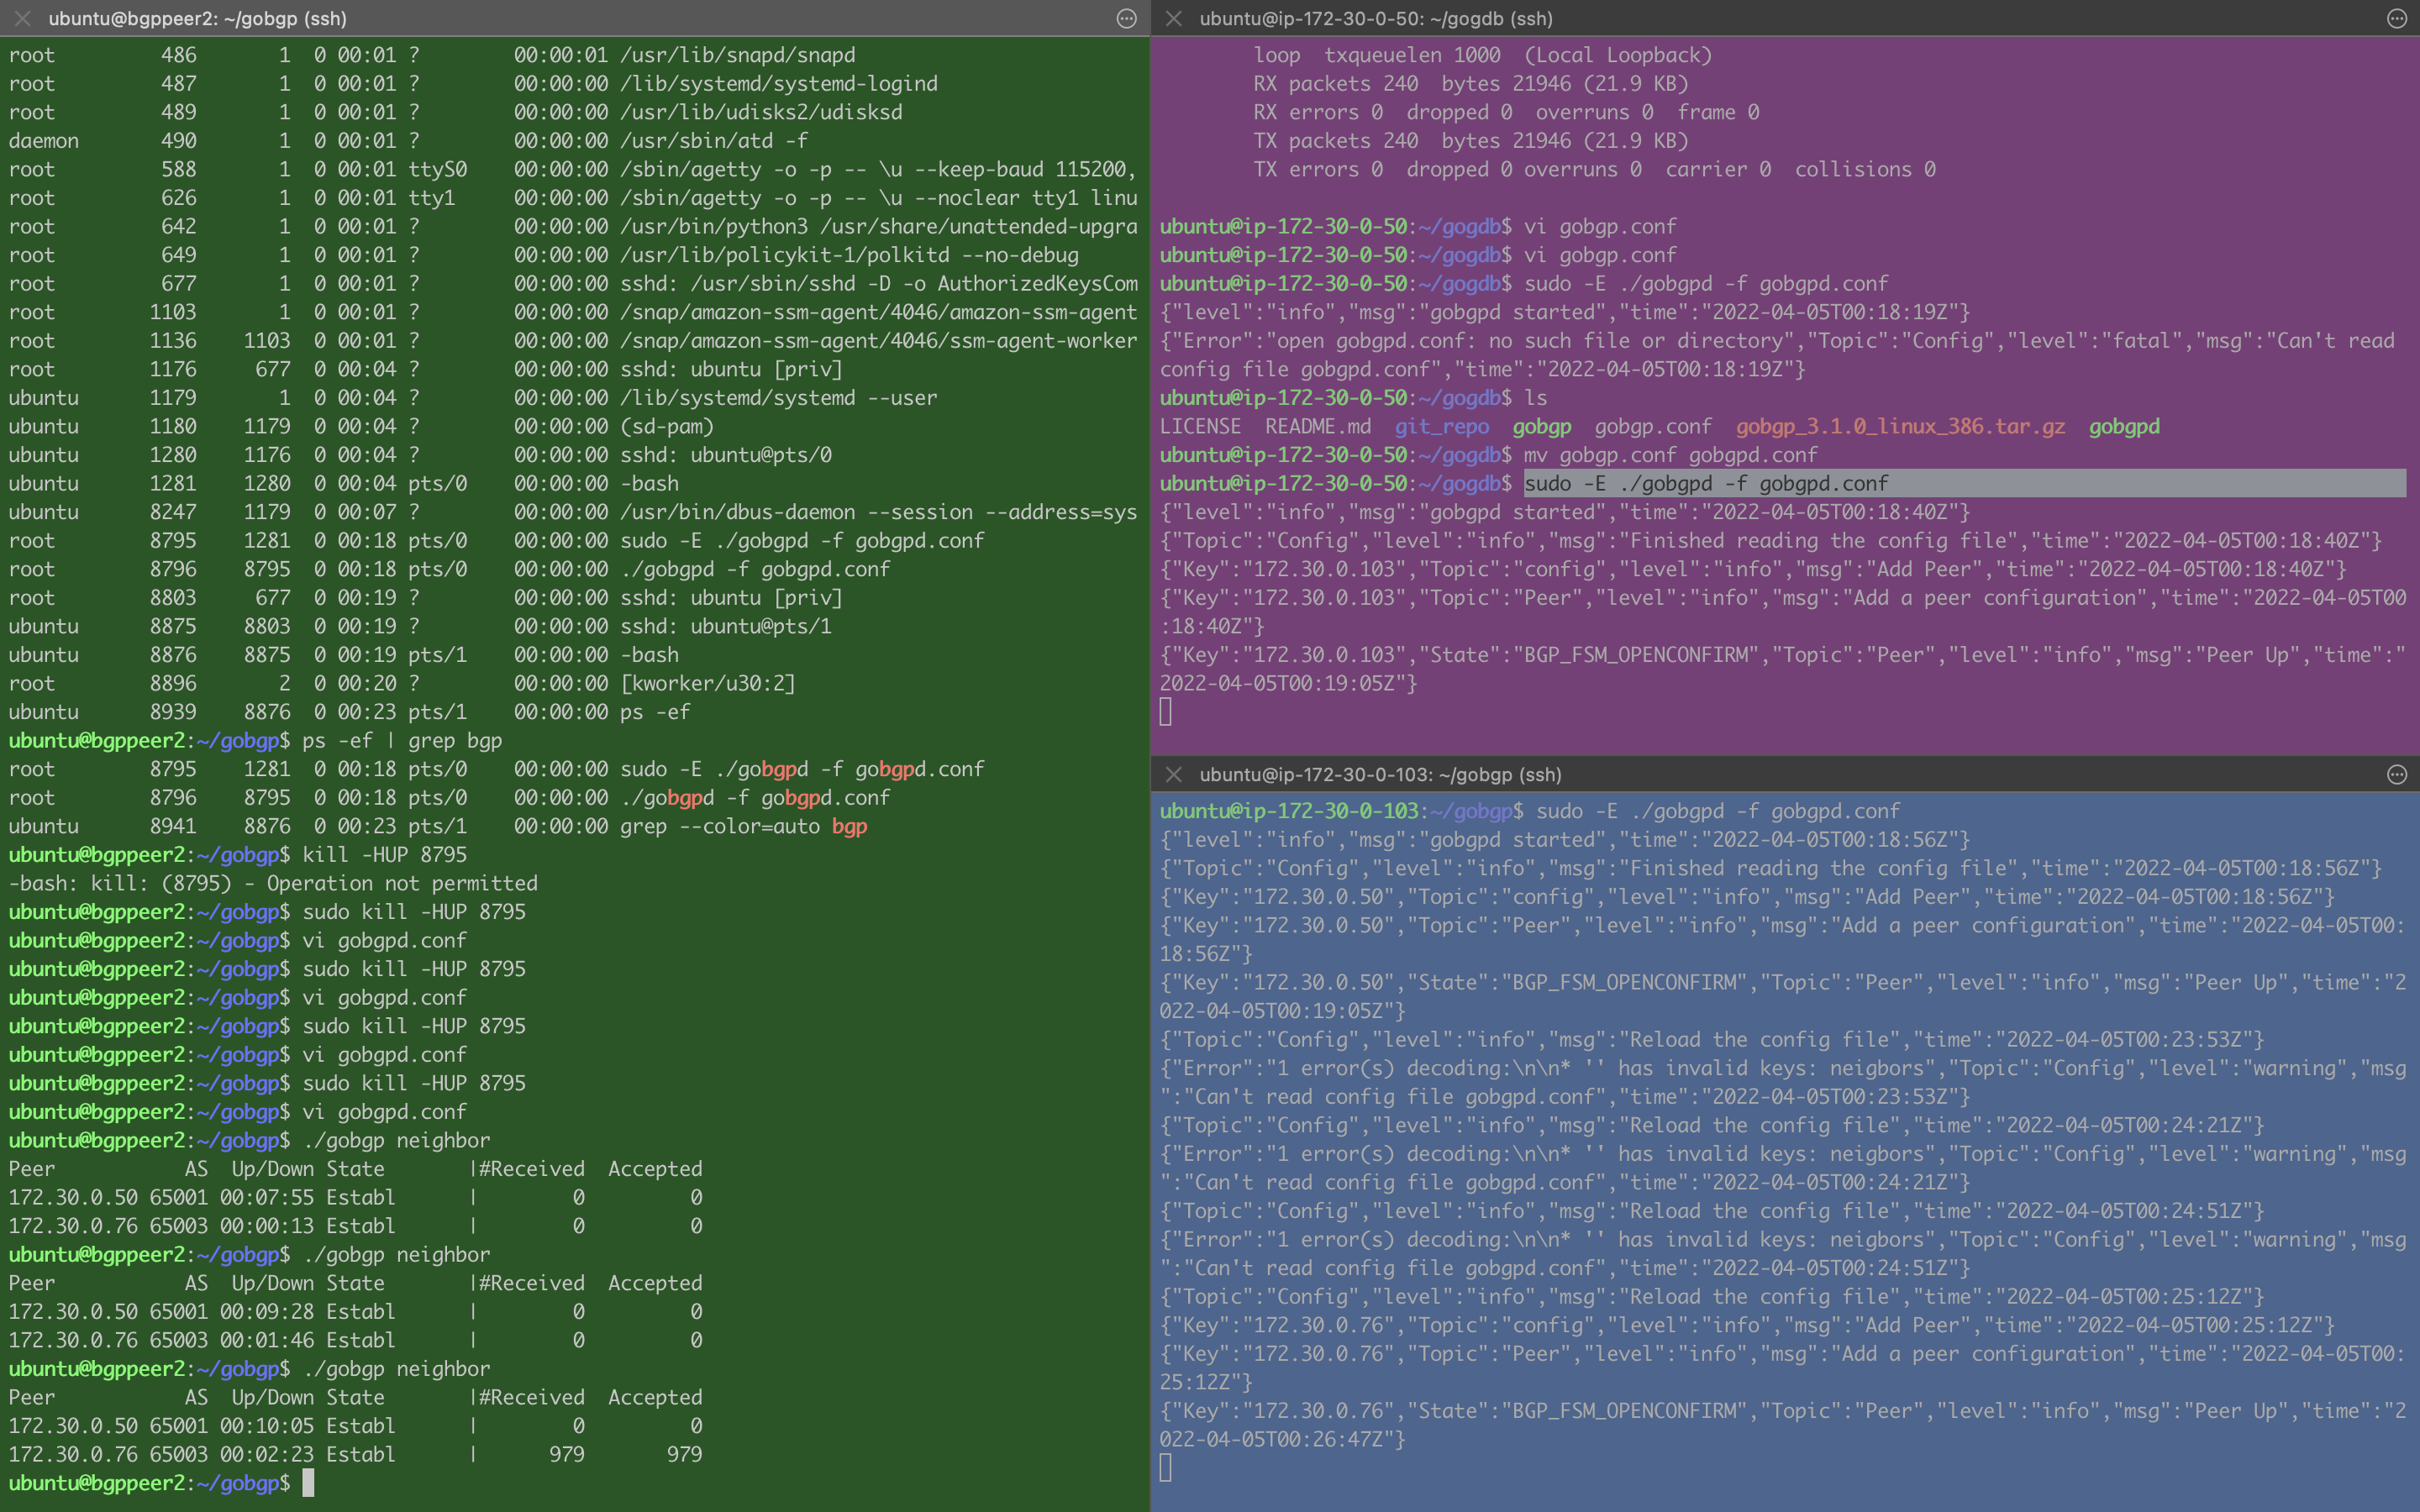 ubuntu@bgppeer2: ~/gobgp (ssh)
root 486 1 0 00:01 ? 00:00:01 /usr/lib/snapd/snapd
root 487 1 0 00:01 ? 00:00:00 /lib/systemd/systemd-logind
root 489 1 0 00:01 ? 00:00:00 /usr/lib/udisks2/udisksd
daemon 490 1 0 00:01 ? 00:00:00 /usr/sbin/atd -f
root 588 1 0 00:01 ttyS0 00:00:00 /sbin/agetty -o -p -- \u --keep-baud 115200,
root 626 1 0 00:01 tty1 00:00:00 /sbin/agetty -o -p -- \u --noclear tty1 linu
root 642 1 0 00:01 ? 00:00:00 /usr/bin/python3 /usr/share/unattended-upgra
root 649 1 0 00:01 ? 00:00:00 /usr/lib/policykit-1/polkitd --no-debug
root 677 1 0 00:01 ? 00:00:00 sshd: /usr/sbin/sshd -D -o AuthorizedKeysCom
root 1103 1 0 00:01 ? 00:00:00 /snap/amazon-ssm-agent/4046/amazon-ssm-agent
root 1136 1103 0 00:01 ? 00:00:00 /snap/amazon-ssm-agent/4046/ssm-agent-worker
root 1176 677 0 00:04 ? 00:00:00 sshd: ubuntu [priv]
ubuntu 1179 1 0 00:04 ? 00:00:00 /lib/systemd/systemd --user
ubuntu 1180 1179 0 00:04 ? 00:00:00 (sd-pam)
ubuntu 1280 1176 0 00:04 ? 00:00:00 sshd: ubuntu@pts/0
ubuntu 1281 1280 0 00:04 pts/0 00:00:00 -bash
ubuntu 8247 1179 0 00:07 ? 00:00:00 /usr/bin/dbus-daemon --session --address=sys
root 8795 1281 0 00:18 pts/0 00:00:00 sudo -E ./gobgpd -f gobgpd.conf
root 8796 8795 0 00:18 pts/0 00:00:00 ./gobgpd -f gobgpd.conf
root 8803 677 0 00:19 ? 00:00:00 sshd: ubuntu [priv]
ubuntu 8875 8803 0 00:19 ? 00:00:00 sshd: ubuntu@pts/1
ubuntu 8876 8875 0 00:19 pts/1 00:00:00 -bash
root 8896 2 0 00:20 ? 00:00:00 [kworker/u30:2]
ubuntu 8939 8876 0 00:23 pts/1 00:00:00 ps -ef
ubuntu@bgppeer2:~/gobgp$ ps -ef | grep bgp
root 8795 1281 0 00:18 pts/0 00:00:00 sudo -E ./gobgpd -f gobgpd.conf
root 8796 8795 0 00:18 pts/0 00:00:00 ./gobgpd -f gobgpd.conf
ubuntu 8941 8876 0 00:23 pts/1 00:00:00 grep --color=auto bgp
ubuntu@bgppeer2:~/gobgp$ kill -HUP 8795
-bash: kill: (8795) - Operation not permitted
ubuntu@bgppeer2:~/gobgp$ sudo kill -HUP 8795
ubuntu@bgppeer2:~/gobgp$ vi gobgpd.conf
ubuntu@bgppeer2:~/gobgp$ sudo kill -HUP 8795
ubuntu@bgppeer2:~/gobgp$ vi gobgpd.conf
ubuntu@bgppeer2:~/gobgp$ sudo kill -HUP 8795
ubuntu@bgppeer2:~/gobgp$ vi gobgpd.conf
ubuntu@bgppeer2:~/gobgp$ sudo kill -HUP 8795
ubuntu@bgppeer2:~/gobgp$ vi gobgpd.conf
ubuntu@bgppeer2:~/gobgp$ ./gobgp neighbor
Peer AS Up/Down State |#Received Accepted
172.30.0.50 65001 00:07:55 Establ | 0 0
172.30.0.76 65003 00:00:13 Establ | 0 0
ubuntu@bgppeer2:~/gobgp$ ./gobgp neighbor
Peer AS Up/Down State |#Received Accepted
172.30.0.50 65001 00:09:28 Establ | 0 0
172.30.0.76 65003 00:01:46 Establ | 0 0
ubuntu@bgppeer2:~/gobgp$ ./gobgp neighbor
Peer AS Up/Down State |#Received Accepted
172.30.0.50 65001 00:10:05 Establ | 0 0
172.30.0.76 65003 00:02:23 Establ | 979 979
ubuntu@bgppeer2:~/gobgp$
ubuntu@ip-172-30-0-50: ~/gogdb (ssh)
loop txqueuelen 1000 (Local Loopback)
RX packets 240 bytes 21946 (21.9 KB)
RX errors 0 dropped 0 overruns 0 frame 0
TX packets 240 bytes 21946 (21.9 KB)
TX errors 0 dropped 0 overruns 0 carrier 0 collisions 0
ubuntu@ip-172-30-0-50:~/gogdb$ vi gobgp.conf
ubuntu@ip-172-30-0-50:~/gogdb$ vi gobgp.conf
ubuntu@ip-172-30-0-50:~/gogdb$ sudo -E ./gobgpd -f gobgpd.conf
{"level":"info","msg":"gobgpd started","time":"2022-04-05T00:18:19Z"}
{"Error":"open gobgpd.conf: no such file or directory","Topic":"Config","level":"fatal","msg":"Can't read
config file gobgpd.conf","time":"2022-04-05T00:18:19Z"}
ubuntu@ip-172-30-0-50:~/gogdb$ ls
LICENSE README.md git_repo gobgp gobgp.conf gobgp_3.1.0_linux_386.tar.gz gobgpd
ubuntu@ip-172-30-0-50:~/gogdb$ mv gobgp.conf gobgpd.conf
ubuntu@ip-172-30-0-50:~/gogdb$ sudo -E ./gobgpd -f gobgpd.conf
{"level":"info","msg":"gobgpd started","time":"2022-04-05T00:18:40Z"}
{"Topic":"Config","level":"info","msg":"Finished reading the config file","time":"2022-04-05T00:18:40Z"}
{"Key":"172.30.0.103","Topic":"config","level":"info","msg":"Add Peer","time":"2022-04-05T00:18:40Z"}
{"Key":"172.30.0.103","Topic":"Peer","level":"info","msg":"Add a peer configuration","time":"2022-04-05T00
:18:40Z"}
{"Key":"172.30.0.103","State":"BGP_FSM_OPENCONFIRM","Topic":"Peer","level":"info","msg":"Peer Up","time":"
2022-04-05T00:19:05Z"}
ubuntu@ip-172-30-0-103: ~/gobgp (ssh)
ubuntu@ip-172-30-0-103:~/gobgp$ sudo -E ./gobgpd -f gobgpd.conf
{"level":"info","msg":"gobgpd started","time":"2022-04-05T00:18:56Z"}
{"Topic":"Config","level":"info","msg":"Finished reading the config file","time":"2022-04-05T00:18:56Z"}
{"Key":"172.30.0.50","Topic":"config","level":"info","msg":"Add Peer","time":"2022-04-05T00:18:56Z"}
{"Key":"172.30.0.50","Topic":"Peer","level":"info","msg":"Add a peer configuration","time":"2022-04-05T00:
18:56Z"}
{"Key":"172.30.0.50","State":"BGP_FSM_OPENCONFIRM","Topic":"Peer","level":"info","msg":"Peer Up","time":"2
022-04-05T00:19:05Z"}
{"Topic":"Config","level":"info","msg":"Reload the config file","time":"2022-04-05T00:23:53Z"}
{"Error":"1 error(s) decoding:\n\n* '' has invalid keys: neigbors","Topic":"Config","level":"warning","msg
":"Can't read config file gobgpd.conf","time":"2022-04-05T00:23:53Z"}
{"Topic":"Config","level":"info","msg":"Reload the config file","time":"2022-04-05T00:24:21Z"}
{"Error":"1 error(s) decoding:\n\n* '' has invalid keys: neigbors","Topic":"Config","level":"warning","msg
":"Can't read config file gobgpd.conf","time":"2022-04-05T00:24:21Z"}
{"Topic":"Config","level":"info","msg":"Reload the config file","time":"2022-04-05T00:24:51Z"}
{"Error":"1 error(s) decoding:\n\n* '' has invalid keys: neigbors","Topic":"Config","level":"warning","msg
":"Can't read config file gobgpd.conf","time":"2022-04-05T00:24:51Z"}
{"Topic":"Config","level":"info","msg":"Reload the config file","time":"2022-04-05T00:25:12Z"}
{"Key":"172.30.0.76","Topic":"config","level":"info","msg":"Add Peer","time":"2022-04-05T00:25:12Z"}
{"Key":"172.30.0.76","Topic":"Peer","level":"info","msg":"Add a peer configuration","time":"2022-04-05T00:
25:12Z"}
{"Key":"172.30.0.76","State":"BGP_FSM_OPENCONFIRM","Topic":"Peer","level":"info","msg":"Peer Up","time":"2
022-04-05T00:26:47Z"}